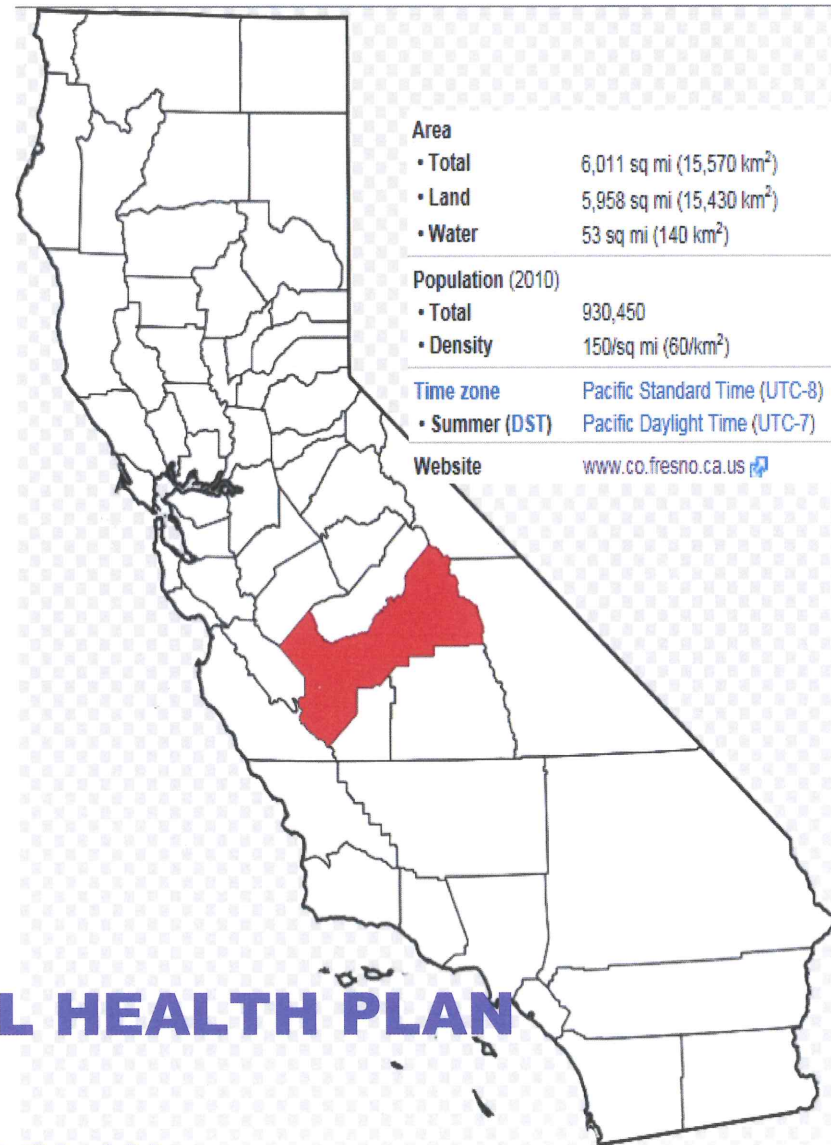 Area
• Total 6,011 sq mi (15,570 km²)
• Land 5,958 sq mi (15,430 km²)
• Water 53 sq mi (140 km²)
Population (2010)
• Total 930,450
• Density 150/sq mi (60/km²)
Time zone Pacific Standard Time (UTC-8)
• Summer (DST) Pacific Daylight Time (UTC-7)
Website www.co.fresno.ca.us
L HEALTH PLAN